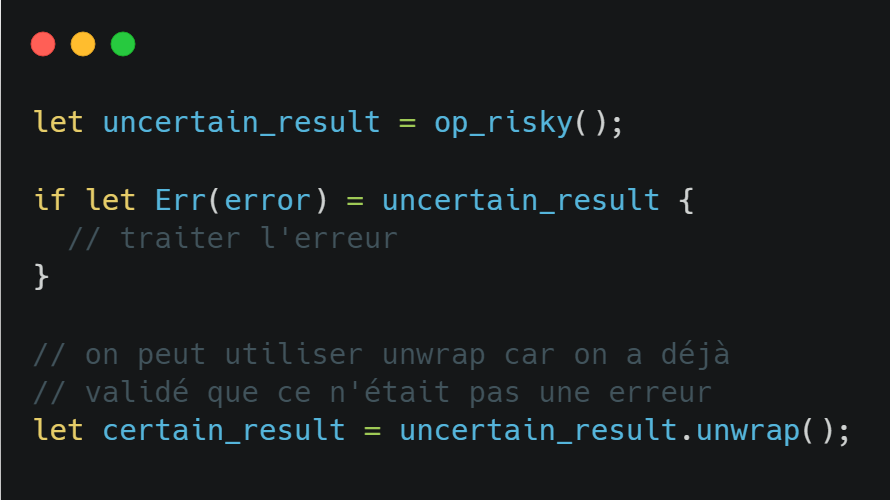 let uncertain_result = op_risky();
if let Err(error) = uncertain_result {
// traiter l'erreur
}
// on peut utiliser unwrap car on a déjà
// validé que ce n'était pas une erreur
let certain_result = uncertain_result.unwrap();